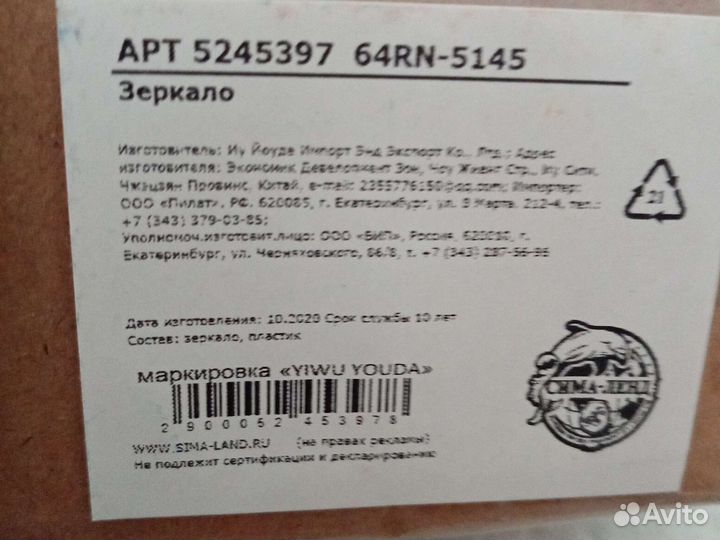 АРТ 5245397 64RN-5145
Зеркало
Изготовитель: Иу Йоуда Импорт Энд Экспорт Ко., Лтд.; Адрес
изготовителя: Экономик Девелопмент Зон, Чоу Жианг Стр., Иу Сити,
Чжэцзян Провинс, Китай, e-mail: 2355776150@qq.com; Импортер:
ООО «Пилат», РФ, 620085, г. Екатеринбург, ул. 8 Марта, 212-4, тел.:
+7 (343) 379-03-85;
Уполномоч.изготовит.лицо: ООО «БИП», Россия, 620010, г.
Екатеринбург, ул. Черняховского, 86/8, т. +7 (343) 287-56-96
21
Дата изготовления: 10.2020 Срок службы 10 лет
Состав: зеркало, пластик
маркировка «YIWU YOUDA»
2 900052 453978
СИМА-ЛЕНД
WWW.SIMA-LAND.RU (на правах рекламы)
Не подлежит сертификации и декларированию
Avito